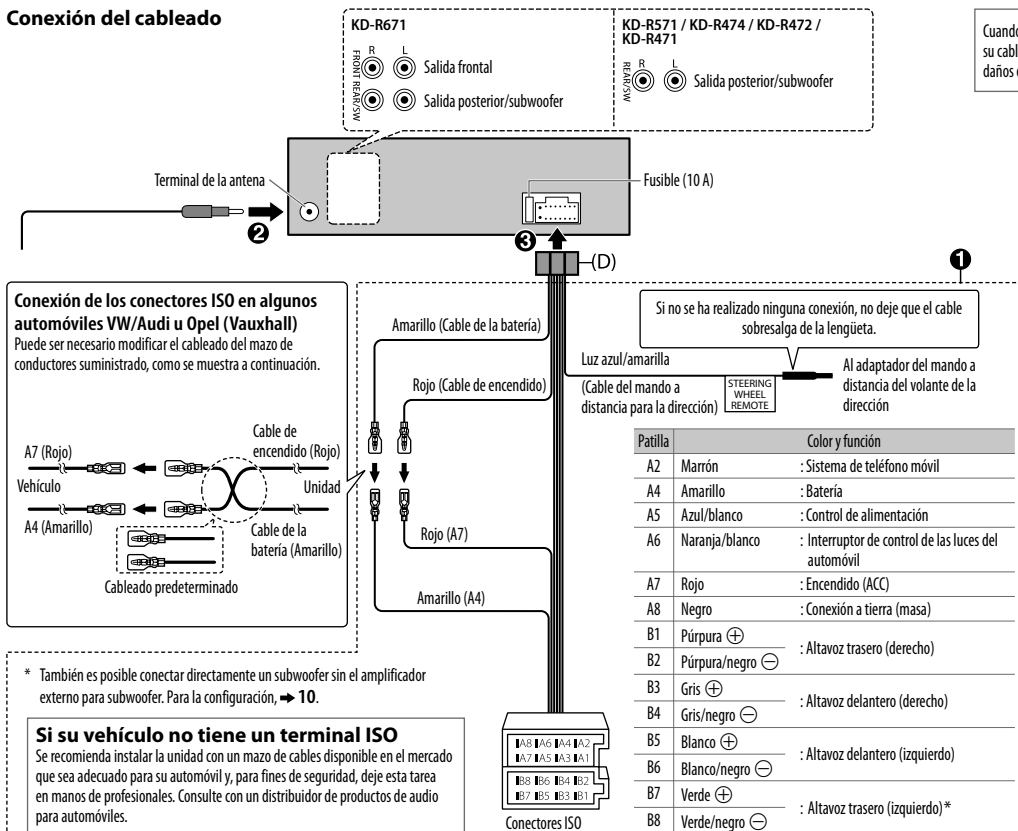 Conexión del cableado
KD-R671
R L
FRONT
Salida frontal
REAR/SW
Salida posterior/subwoofer
KD-R571 / KD-R474 / KD-R472 /
KD-R471
R L
REAR/SW
Salida posterior/subwoofer
Cuando
su cabl
daños
Terminal de la antena
Fusible (10 A)
2
3
(D)
1
Conexión de los conectores ISO en algunos
automóviles VW/Audi u Opel (Vauxhall)
Puede ser necesario modificar el cableado del mazo de
conductores suministrado, como se muestra a continuación.
A7 (Rojo)
Cable de
encendido (Rojo)
Vehículo
Unidad
A4 (Amarillo)
Cable de la
batería (Amarillo)
Cableado predeterminado
Amarillo (Cable de la batería)
Rojo (Cable de encendido)
Rojo (A7)
Amarillo (A4)
Si no se ha realizado ninguna conexión, no deje que el cable
sobresalga de la lengüeta.
Luz azul/amarilla
(Cable del mando a
distancia para la dirección)
STEERING
WHEEL
REMOTE
Al adaptador del mando a
distancia del volante de la
dirección
Patilla Color y función
A2 Marrón : Sistema de teléfono móvil
A4 Amarillo : Batería
A5 Azul/blanco : Control de alimentación
A6 Naranja/blanco : Interruptor de control de las luces del
automóvil
A7 Rojo : Encendido (ACC)
A8 Negro : Conexión a tierra (masa)
B1 Púrpura ⊕
: Altavoz trasero (derecho)
B2 Púrpura/negro ⊖
B3 Gris ⊕
: Altavoz delantero (derecho)
B4 Gris/negro ⊖
B5 Blanco ⊕
: Altavoz delantero (izquierdo)
B6 Blanco/negro ⊖
B7 Verde ⊕
: Altavoz trasero (izquierdo)*
B8 Verde/negro ⊖
* También es posible conectar directamente un subwoofer sin el amplificador
externo para subwoofer. Para la configuración, ➡ 10.
Si su vehículo no tiene un terminal ISO
Se recomienda instalar la unidad con un mazo de cables disponible en el mercado
que sea adecuado para su automóvil y, para fines de seguridad, deje esta tarea
en manos de profesionales. Consulte con un distribuidor de productos de audio
para automóviles.
A8 A6 A4 A2
A7 A5 A3 A1
B8 B6 B4 B2
B7 B5 B3 B1
Conectores ISO